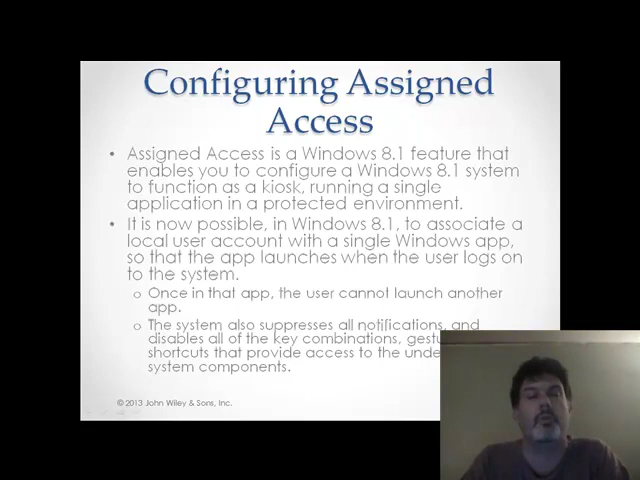 Configuring Assigned
Access
• Assigned Access is a Windows 8.1 feature that
enables you to configure a Windows 8.1 system
to function as a kiosk, running a single
application in a protected environment.
• It is now possible, in Windows 8.1, to associate a
local user account with a single Windows app,
so that the app launches when the user logs on
to the system.
o Once in that app, the user cannot launch another
app.
o The system also suppresses all notifications, and
disables all of the key combinations,
shortcuts that provide access to the
system components.
© 2013 John Wiley & Sons, Inc.